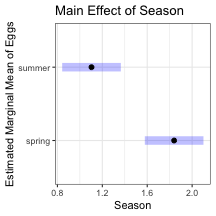 Main Effect of Season
Estimated Marginal Mean of Eggs
summer
spring
0.8
1.2
1.6
2.0
Season